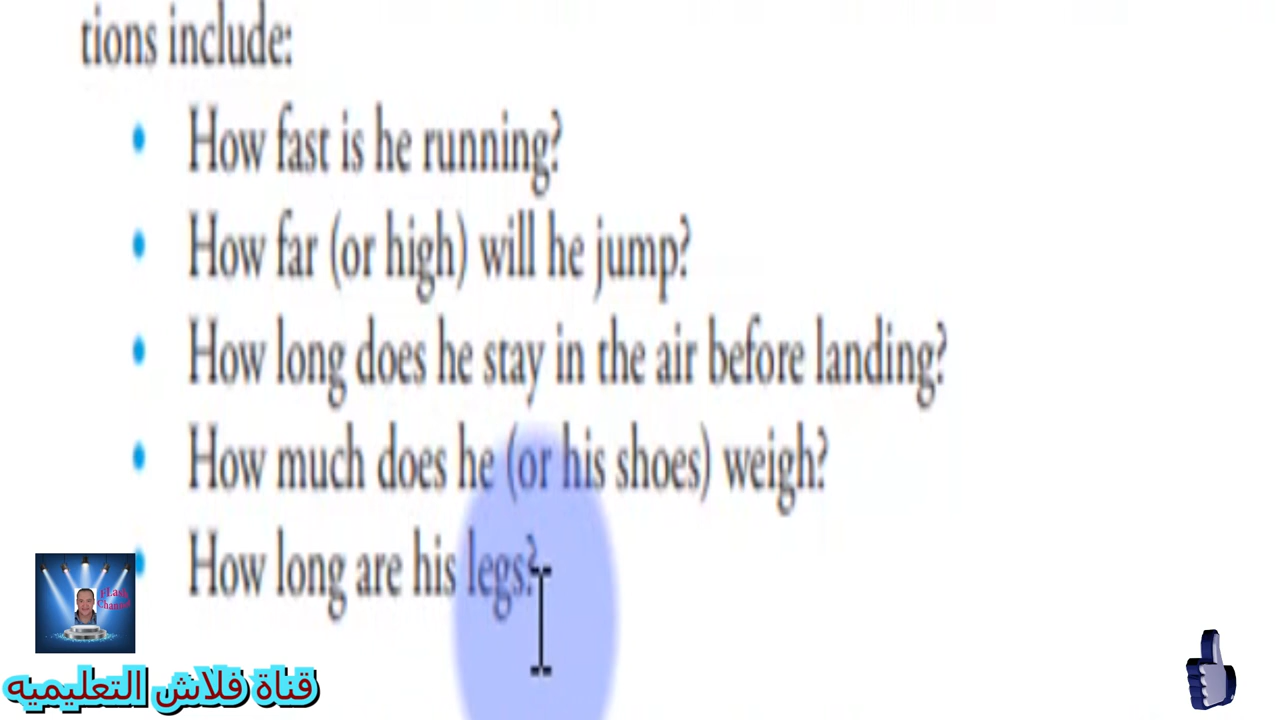 tions include:
• How fast is he running?
• How far (or high) will he jump?
• How long does he stay in the air before landing?
• How much does he (or his shoes) weigh?
• How long are his legs?
FLash
Channel
قناة فلاش التعليميه